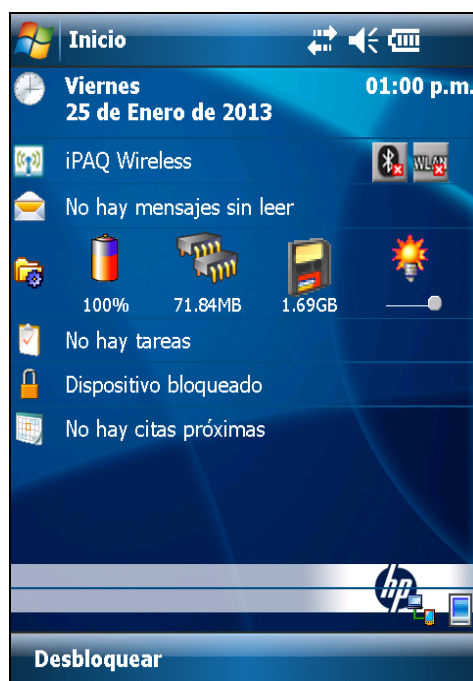 Inicio
Viernes
01:00 p.m.
25 de Enero de 2013
iPAQ Wireless
WLAN
No hay mensajes sin leer
100%
71.84MB
1.69GB
No hay tareas
Dispositivo bloqueado
No hay citas próximas
hp
Desbloquear